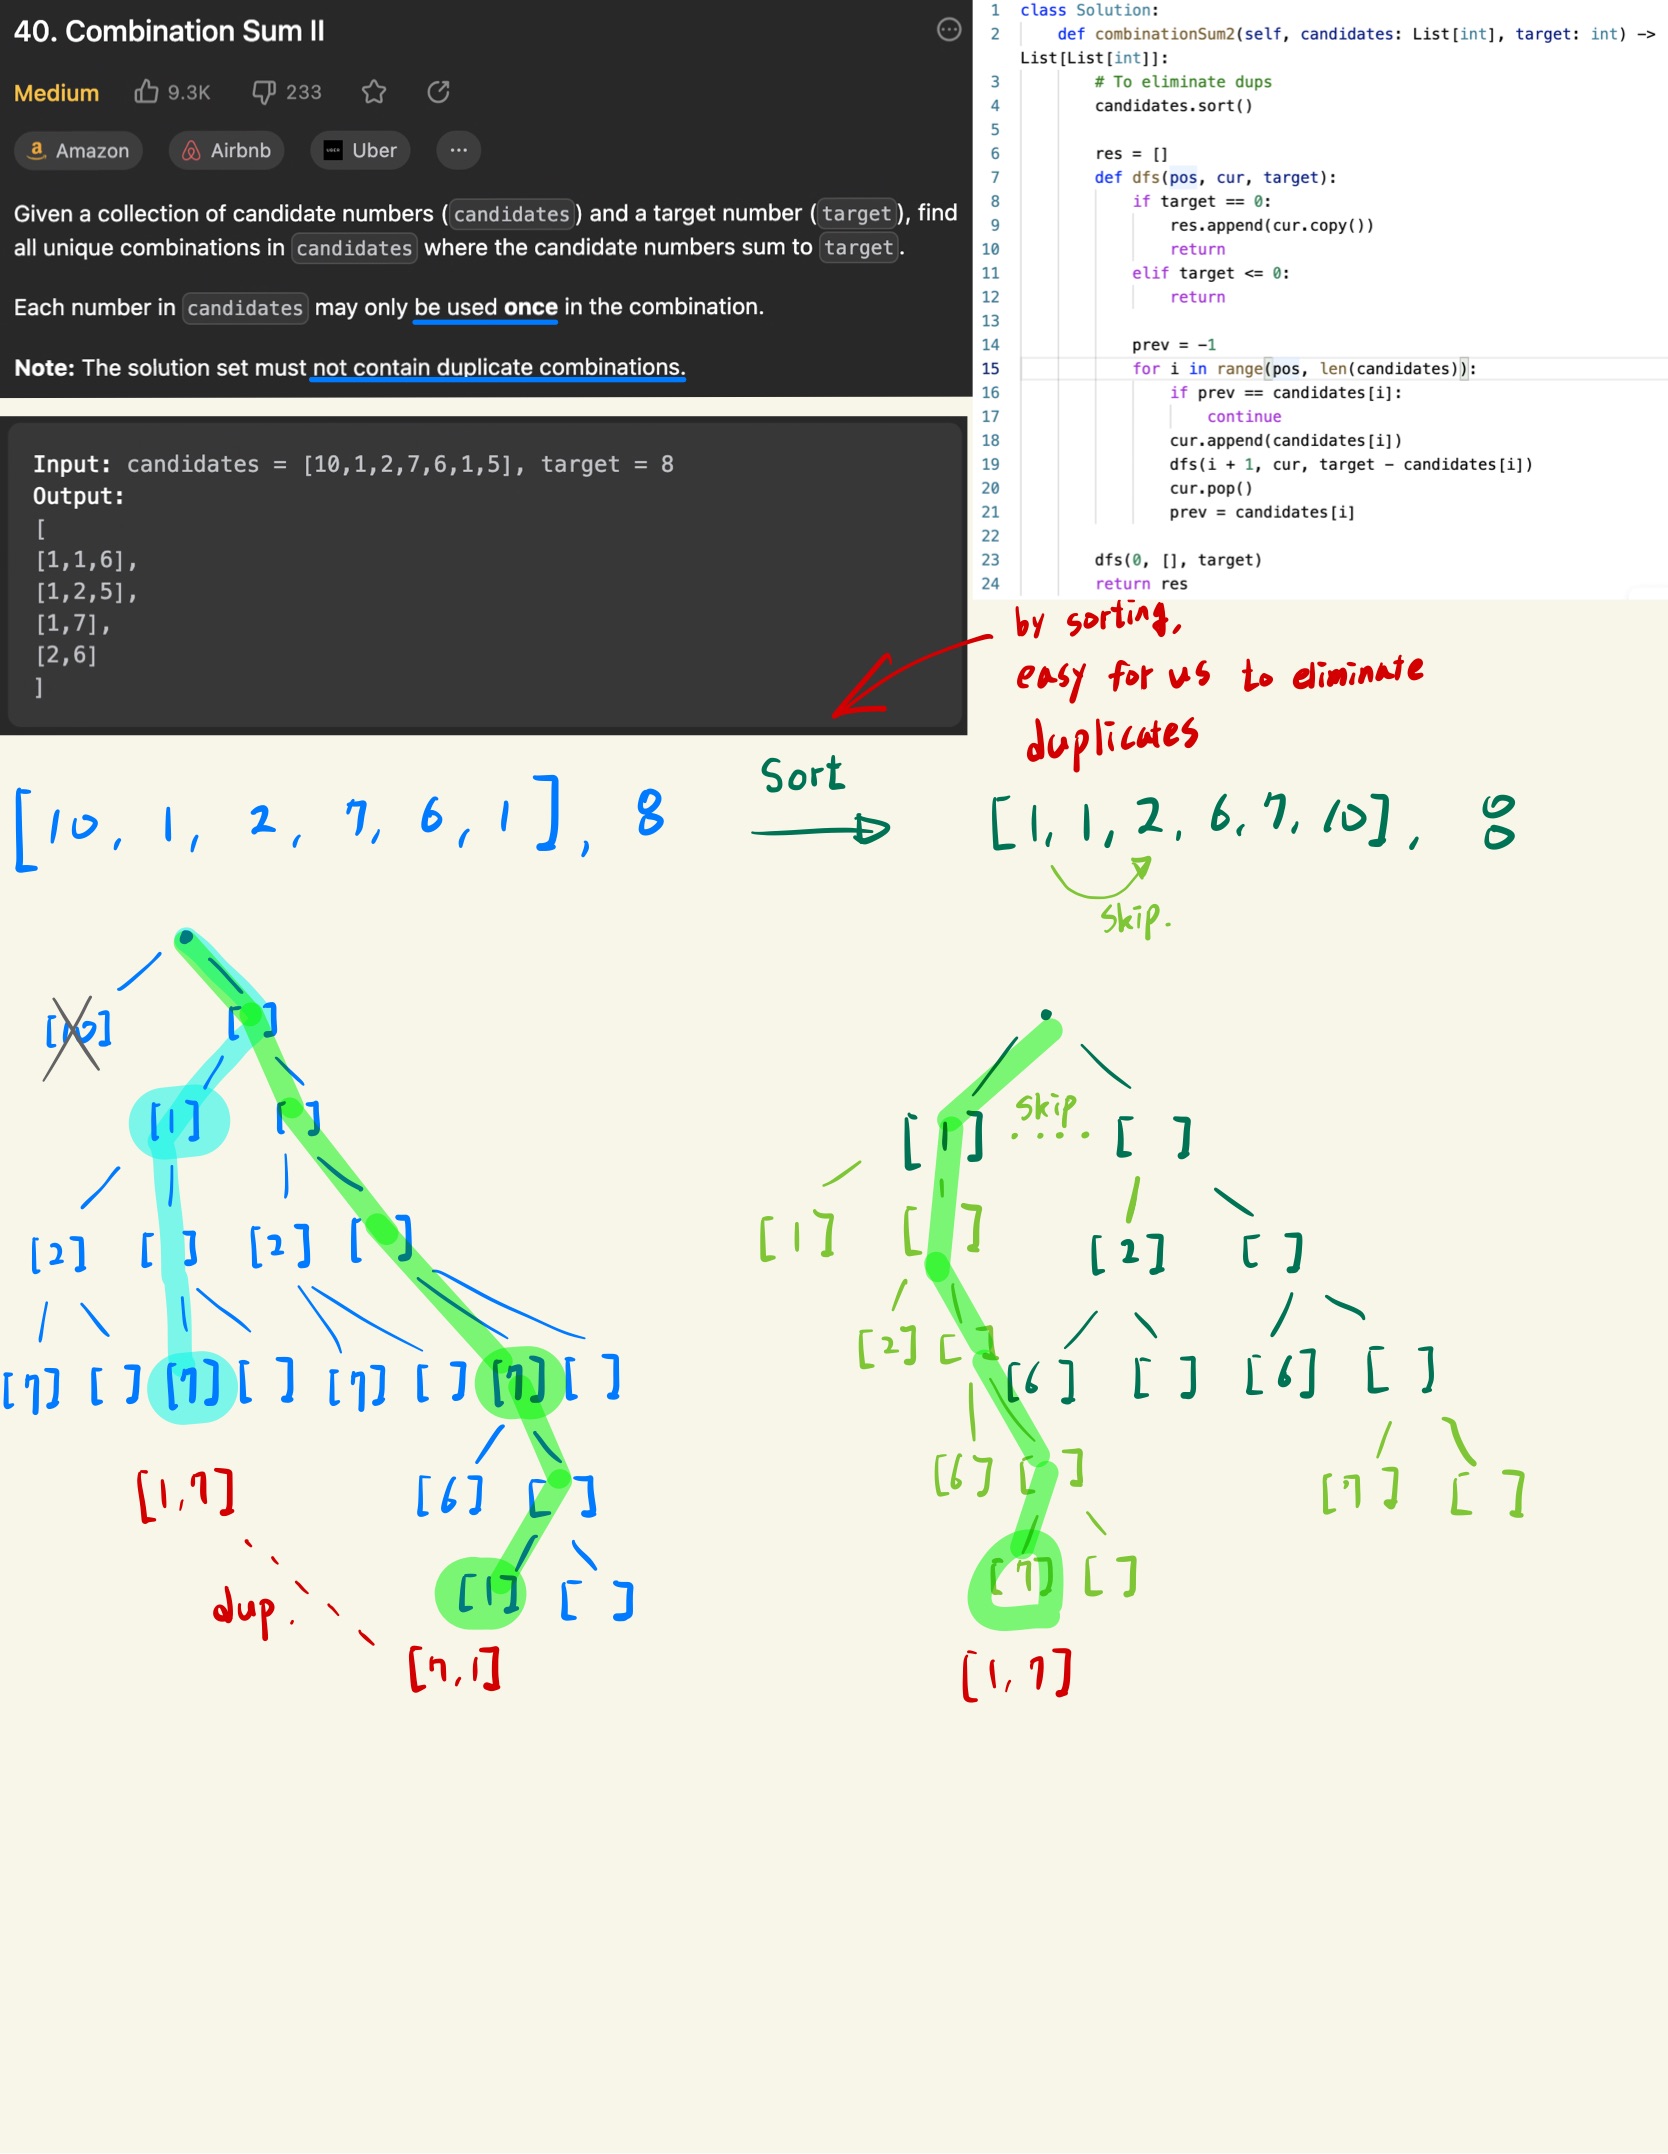 40. Combination Sum II
Medium 9.3K 233
Amazon Airbnb Uber ...
Given a collection of candidate numbers (candidates) and a target number (target), find
all unique combinations in candidates where the candidate numbers sum to target.
Each number in candidates may only be used once in the combination.
Note: The solution set must not contain duplicate combinations.
Input: candidates = [10,1,2,7,6,1,5], target = 8
Output:
[
[1,1,6],
[1,2,5],
[1,7],
[2,6]
]
1 class Solution:
2 def combinationSum2(self, candidates: List[int], target: int) ->
List[List[int]]:
3 # To eliminate dups
4 candidates.sort()
5
6 res = []
7 def dfs(pos, cur, target):
8 if target == 0:
9 res.append(cur.copy())
10 return
11 elif target <= 0:
12 return
13
14 prev = -1
15 for i in range(pos, len(candidates)):
16 if prev == candidates[i]:
17 continue
18 cur.append(candidates[i])
19 dfs(i + 1, cur, target - candidates[i])
20 cur.pop()
21 prev = candidates[i]
22
23 dfs(0, [], target)
24 return res
by sorting,
easy for us to eliminate
duplicates
[10, 1, 2, 7, 6, 1], 8
Sort
[1, 1, 2, 6, 7, 10], 8
skip.
[10] [ ]
[1] [ ]
[2] [ ] [2] [ ]
[7] [ ] [7] [ ] [7] [ ] [7] [ ]
[1,7]
[6] [ ]
dup.
[1] [ ]
[7,1]
[1] skip .... [ ]
[1] [ ] [2] [ ]
[2] [ ] [6] [ ] [6] [ ]
[6] [ ] [7] [ ]
[7] [ ]
[1,7]